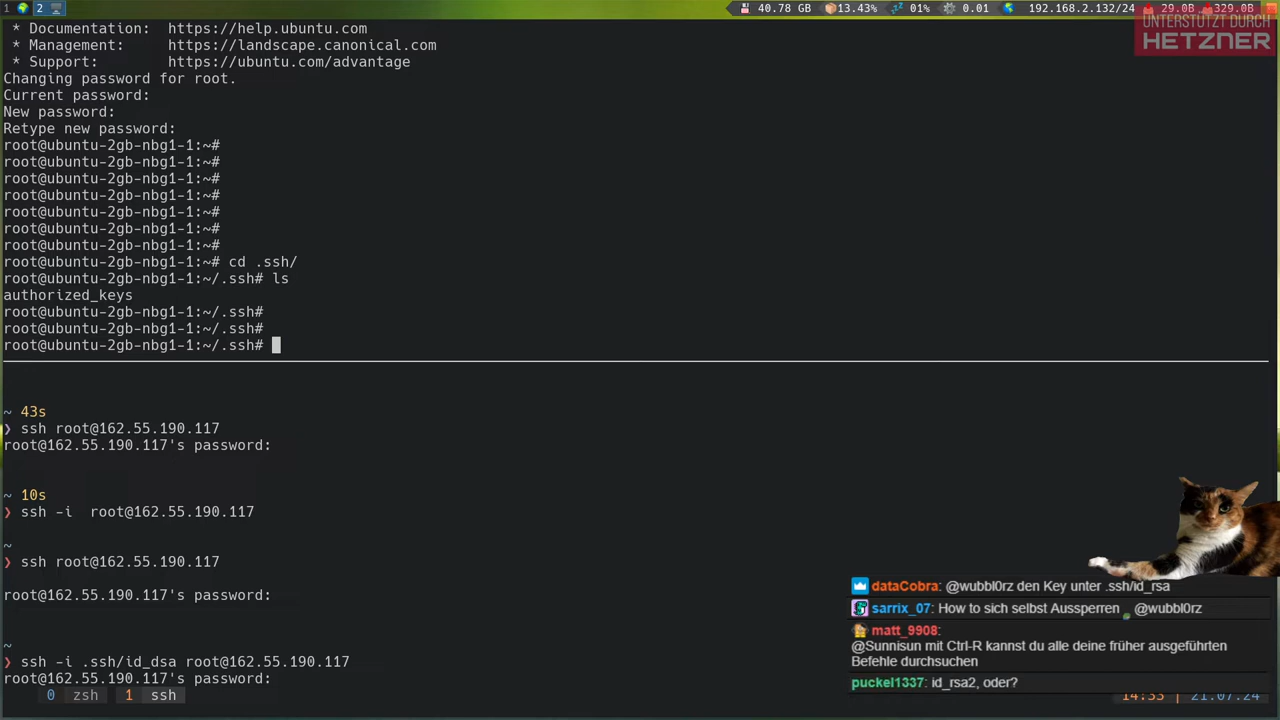 1 2 40.78 GB 13.43% 01% 0.01 192.168.2.132/24 29.0B 329.0B
UNTERSTÜTZT DURCH
HETZNER
* Documentation: https://help.ubuntu.com
* Management: https://landscape.canonical.com
* Support: https://ubuntu.com/advantage
Changing password for root.
Current password:
New password:
Retype new password:
root@ubuntu-2gb-nbg1-1:~#
root@ubuntu-2gb-nbg1-1:~#
root@ubuntu-2gb-nbg1-1:~#
root@ubuntu-2gb-nbg1-1:~#
root@ubuntu-2gb-nbg1-1:~#
root@ubuntu-2gb-nbg1-1:~#
root@ubuntu-2gb-nbg1-1:~#
root@ubuntu-2gb-nbg1-1:~# cd .ssh/
root@ubuntu-2gb-nbg1-1:~/.ssh# ls
authorized_keys
root@ubuntu-2gb-nbg1-1:~/.ssh#
root@ubuntu-2gb-nbg1-1:~/.ssh#
root@ubuntu-2gb-nbg1-1:~/.ssh#
~ 43s
❯ ssh root@162.55.190.117
root@162.55.190.117's password:
~ 10s
❯ ssh -i  root@162.55.190.117
~
❯ ssh root@162.55.190.117
root@162.55.190.117's password:
~
❯ ssh -i .ssh/id_dsa root@162.55.190.117
root@162.55.190.117's password:
dataCobra: @wubbl0rz den Key unter .ssh/id_rsa
sarrix_07: How to sich selbst Aussperren @wubbl0rz
matt_9908:
@Sunnisun mit Ctrl-R kannst du alle deine früher ausgeführten
Befehle durchsuchen
puckel1337: id_rsa2, oder?
0 zsh 1 ssh 14:33 | 21.07.24